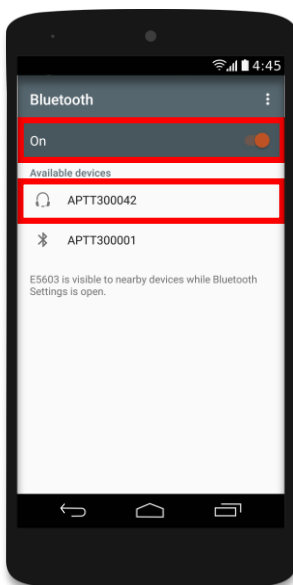 4:45
Bluetooth
On
Available devices
APTT300042
APTT300001
E5603 is visible to nearby devices while Bluetooth
Settings is open.